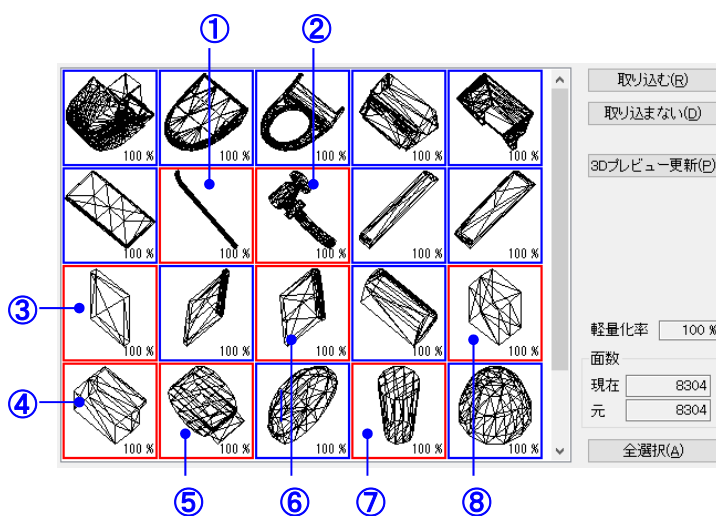 ① ②
取り込む(R)
100 % 100 % 100 % 100 % 100 %
取り込まない(D)
3Dプレビュー更新(P)
100 % 100 % 100 % 100 % 100 %
③
100 % 100 % 100 % 100 % 100 %
軽量化率 100 %
面数
現在 8304
④
元 8304
100 % 100 % 100 % 100 % 100 %
全選択(A)
⑤ ⑥ ⑦ ⑧